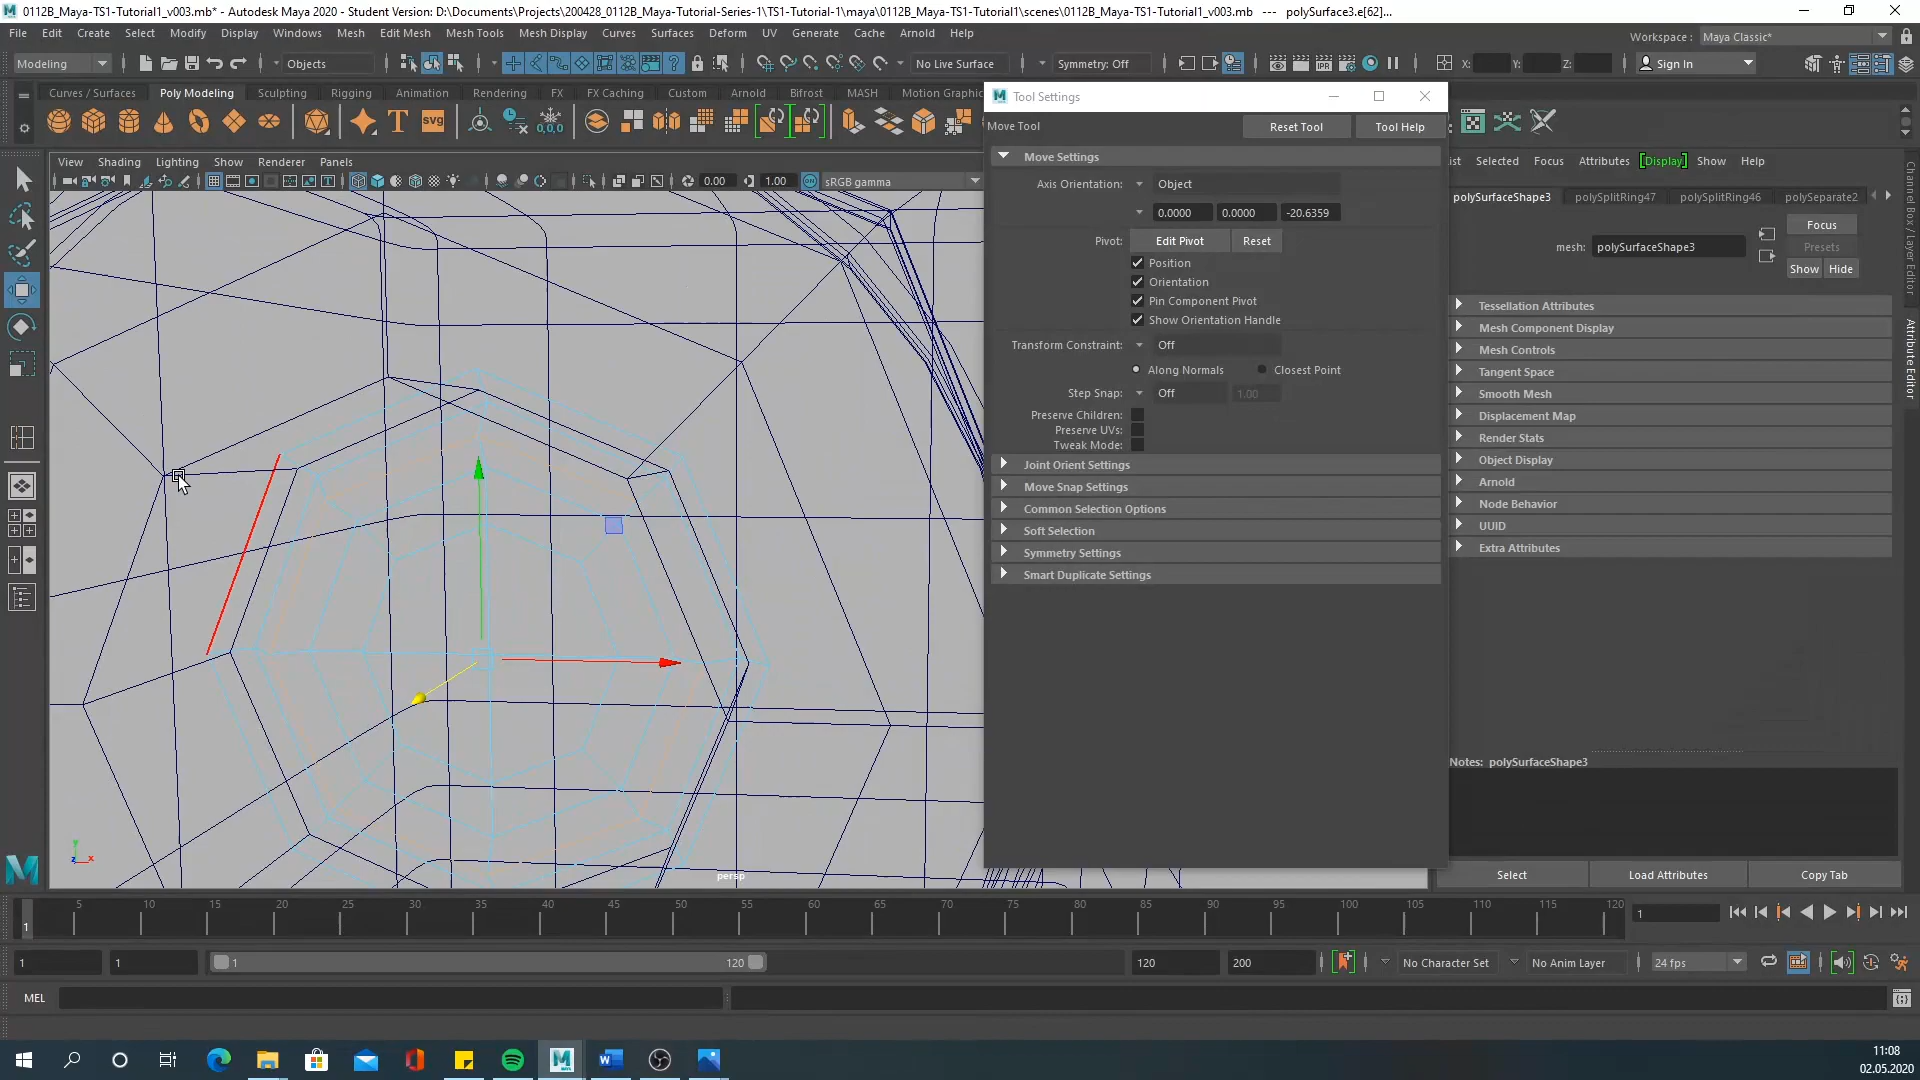 0112B_Maya-TS1-Tutorial1_v003.mb* - Autodesk Maya 2020 - Student Version: D:\Documents\Projects\200428_0112B_Maya-Tutorial-Series-1\TS1-Tutorial-1\maya\0112B_Maya-TS1-Tutorial1\scenes\0112B_Maya-TS1-Tutorial1_v003.mb --- polySurface3.e[62]...
File Edit Create Select Modify Display Windows Mesh Edit Mesh Mesh Tools Mesh Display Curves Surfaces Deform UV Generate Cache Arnold Help
Workspace : Maya Classic*
Modeling Objects No Live Surface Symmetry: Off X: Y: Z: Sign In
Curves / Surfaces Poly Modeling Sculpting Rigging Animation Rendering FX FX Caching Custom Arnold Bifrost MASH Motion Graphic
Tool Settings
T SVG 0,0,0
Move Tool Reset Tool Tool Help
View Shading Lighting Show Renderer Panels
0.00 1.00 sRGB gamma
Move Settings
Axis Orientation: Object
0.0000 0.0000 -20.6359
Pivot: Edit Pivot Reset
Position
Orientation
Pin Component Pivot
Show Orientation Handle
Transform Constraint: Off
Along Normals Closest Point
Step Snap: Off 1.00
Preserve Children:
Preserve UVs:
Tweak Mode:
Joint Orient Settings
Move Snap Settings
Common Selection Options
Soft Selection
Symmetry Settings
Smart Duplicate Settings
ist Selected Focus Attributes [Display] Show Help
polySurfaceShape3 polySplitRing47 polySplitRing46 polySeparate2
Focus
mesh: polySurfaceShape3 Presets
Show Hide
Tessellation Attributes
Mesh Component Display
Mesh Controls
Tangent Space
Smooth Mesh
Displacement Map
Render Stats
Object Display
Arnold
Node Behavior
UUID
Extra Attributes
Notes: polySurfaceShape3
Select Load Attributes Copy Tab
Channel Box / Layer Editor
Attribute Editor
y z x
persp
5 10 15 20 25 30 35 40 45 50 55 60 65 70 75 80 85 90 95 100 105 110 115 120
1 1
1 1 1 120 120 200 No Character Set No Anim Layer 24 fps
MEL
11:08
02.05.2020